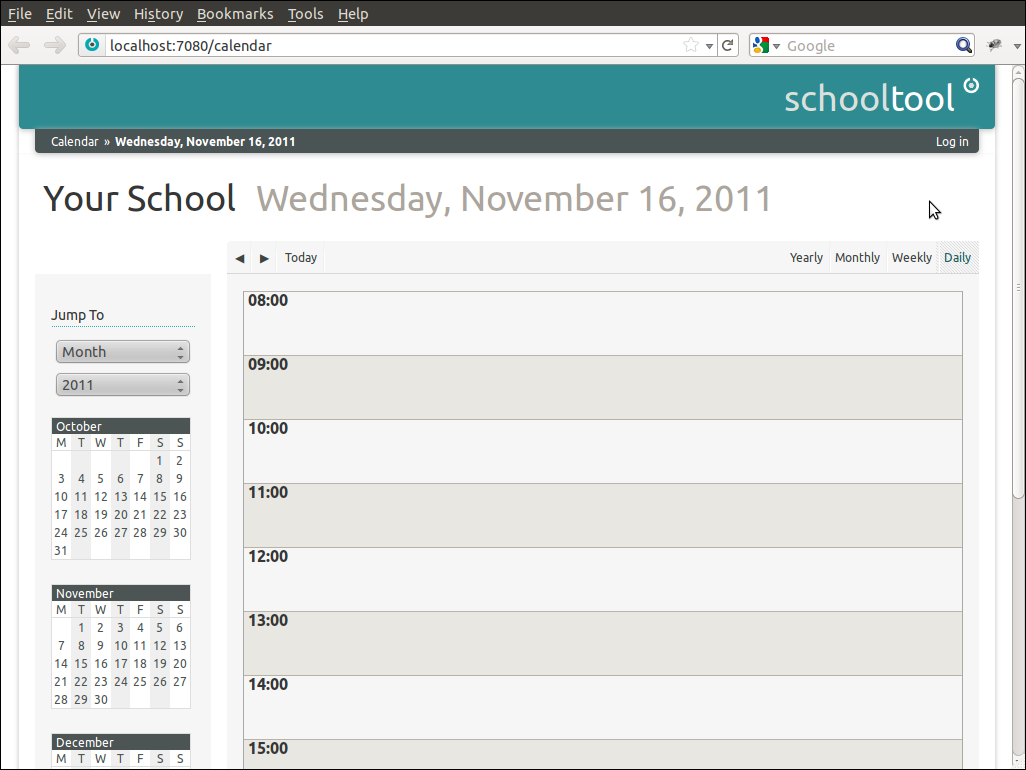 File Edit View History Bookmarks Tools Help
localhost:7080/calendar Google
schooltool
Calendar » Wednesday, November 16, 2011 Log in
Your School Wednesday, November 16, 2011
◀ ▶ Today Yearly Monthly Weekly Daily
Jump To
Month
2011
October
M T W T F S S
1 2
3 4 5 6 7 8 9
10 11 12 13 14 15 16
17 18 19 20 21 22 23
24 25 26 27 28 29 30
31
November
M T W T F S S
1 2 3 4 5 6
7 8 9 10 11 12 13
14 15 16 17 18 19 20
21 22 23 24 25 26 27
28 29 30
December
M T W T F S S
08:00
09:00
10:00
11:00
12:00
13:00
14:00
15:00